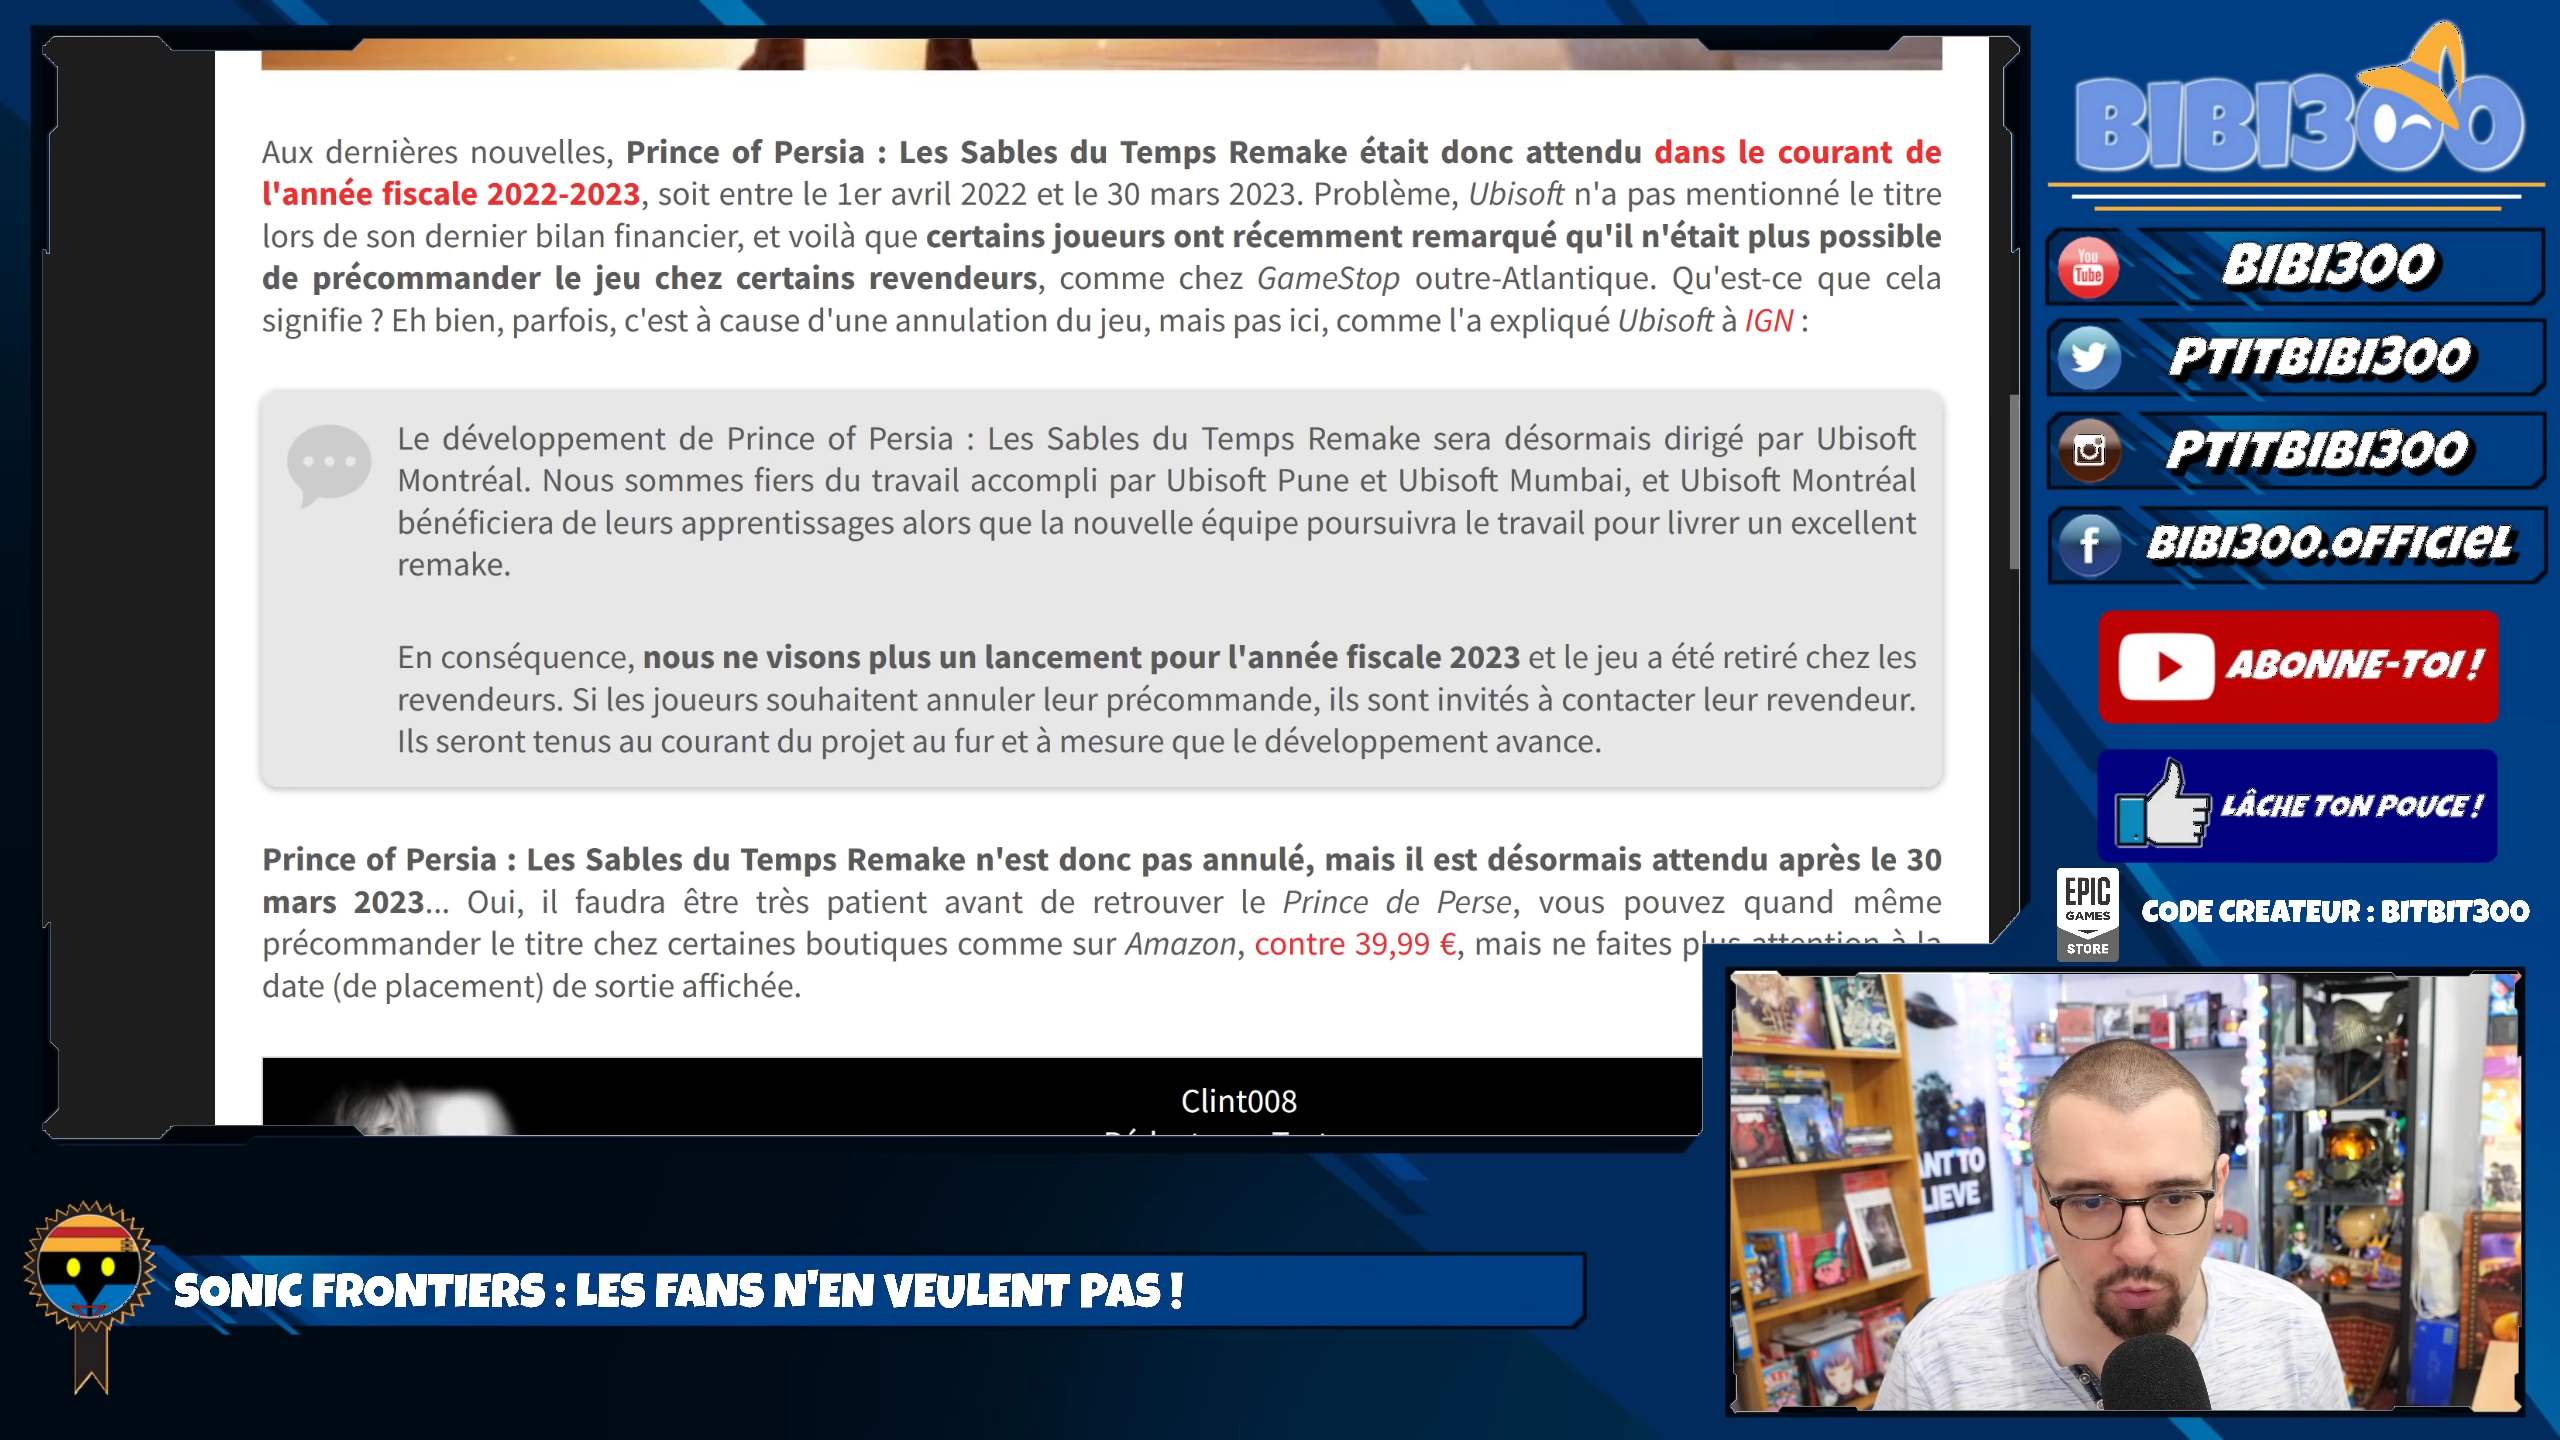 Aux dernières nouvelles, Prince of Persia : Les Sables du Temps Remake était donc attendu dans le courant de
l'année fiscale 2022-2023, soit entre le 1er avril 2022 et le 30 mars 2023. Problème, Ubisoft n'a pas mentionné le titre
lors de son dernier bilan financier, et voilà que certains joueurs ont récemment remarqué qu'il n'était plus possible
de précommander le jeu chez certains revendeurs, comme chez GameStop outre-Atlantique. Qu'est-ce que cela
signifie ? Eh bien, parfois, c'est à cause d'une annulation du jeu, mais pas ici, comme l'a expliqué Ubisoft à IGN :
Le développement de Prince of Persia : Les Sables du Temps Remake sera désormais dirigé par Ubisoft
Montréal. Nous sommes fiers du travail accompli par Ubisoft Pune et Ubisoft Mumbai, et Ubisoft Montréal
bénéficiera de leurs apprentissages alors que la nouvelle équipe poursuivra le travail pour livrer un excellent
remake.
En conséquence, nous ne visons plus un lancement pour l'année fiscale 2023 et le jeu a été retiré chez les
revendeurs. Si les joueurs souhaitent annuler leur précommande, ils sont invités à contacter leur revendeur.
Ils seront tenus au courant du projet au fur et à mesure que le développement avance.
Prince of Persia : Les Sables du Temps Remake n'est donc pas annulé, mais il est désormais attendu après le 30
mars 2023... Oui, il faudra être très patient avant de retrouver le Prince de Perse, vous pouvez quand même
précommander le titre chez certaines boutiques comme sur Amazon, contre 39,99 €, mais ne faites plus attention à la
date (de placement) de sortie affichée.
Clint008
SONIC FRONTIERS : LES FANS N'EN VEULENT PAS !
BIBI300
You
Tube
BIBI300
PTITBIBI300
PTITBIBI300
BIBI300.OFFICIEL
ABONNE-TOI !
LÂCHE TON POUCE !
EPIC
GAMES
STORE
CODE CREATEUR : BITBIT300
ANT TO
LIEVE